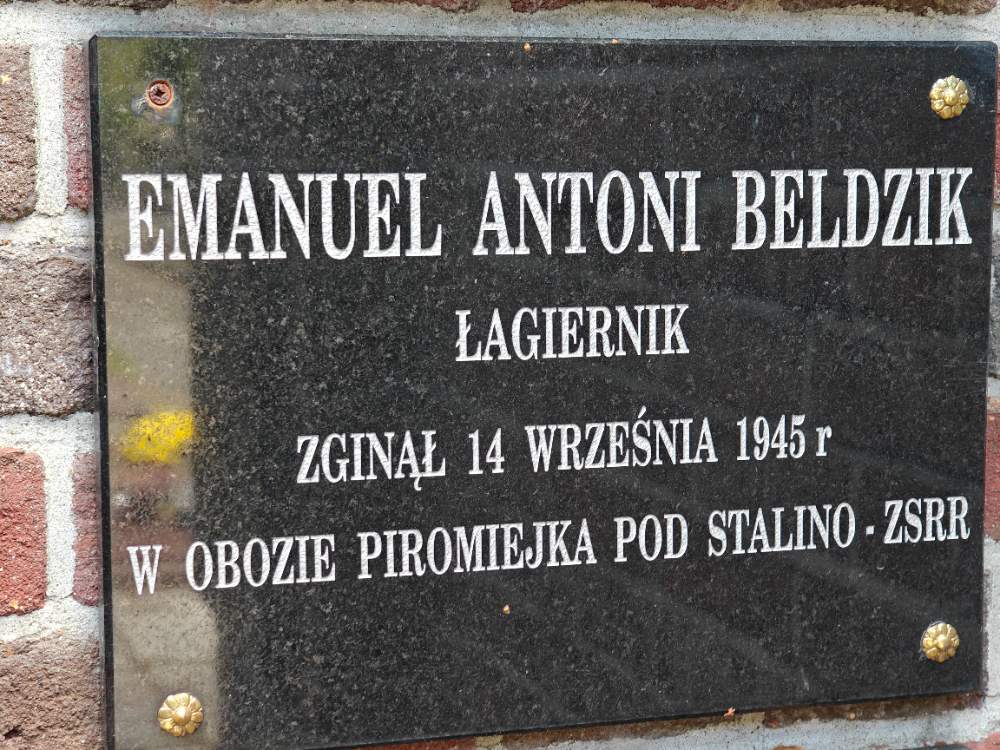 EMANUEL ANTONI BELDZIK
ŁAGIERNIK
ZGINĄŁ 14 WRZEŚNIA 1945 r
W OBOZIE PIROMIEJKA POD STALINO - ZSRR